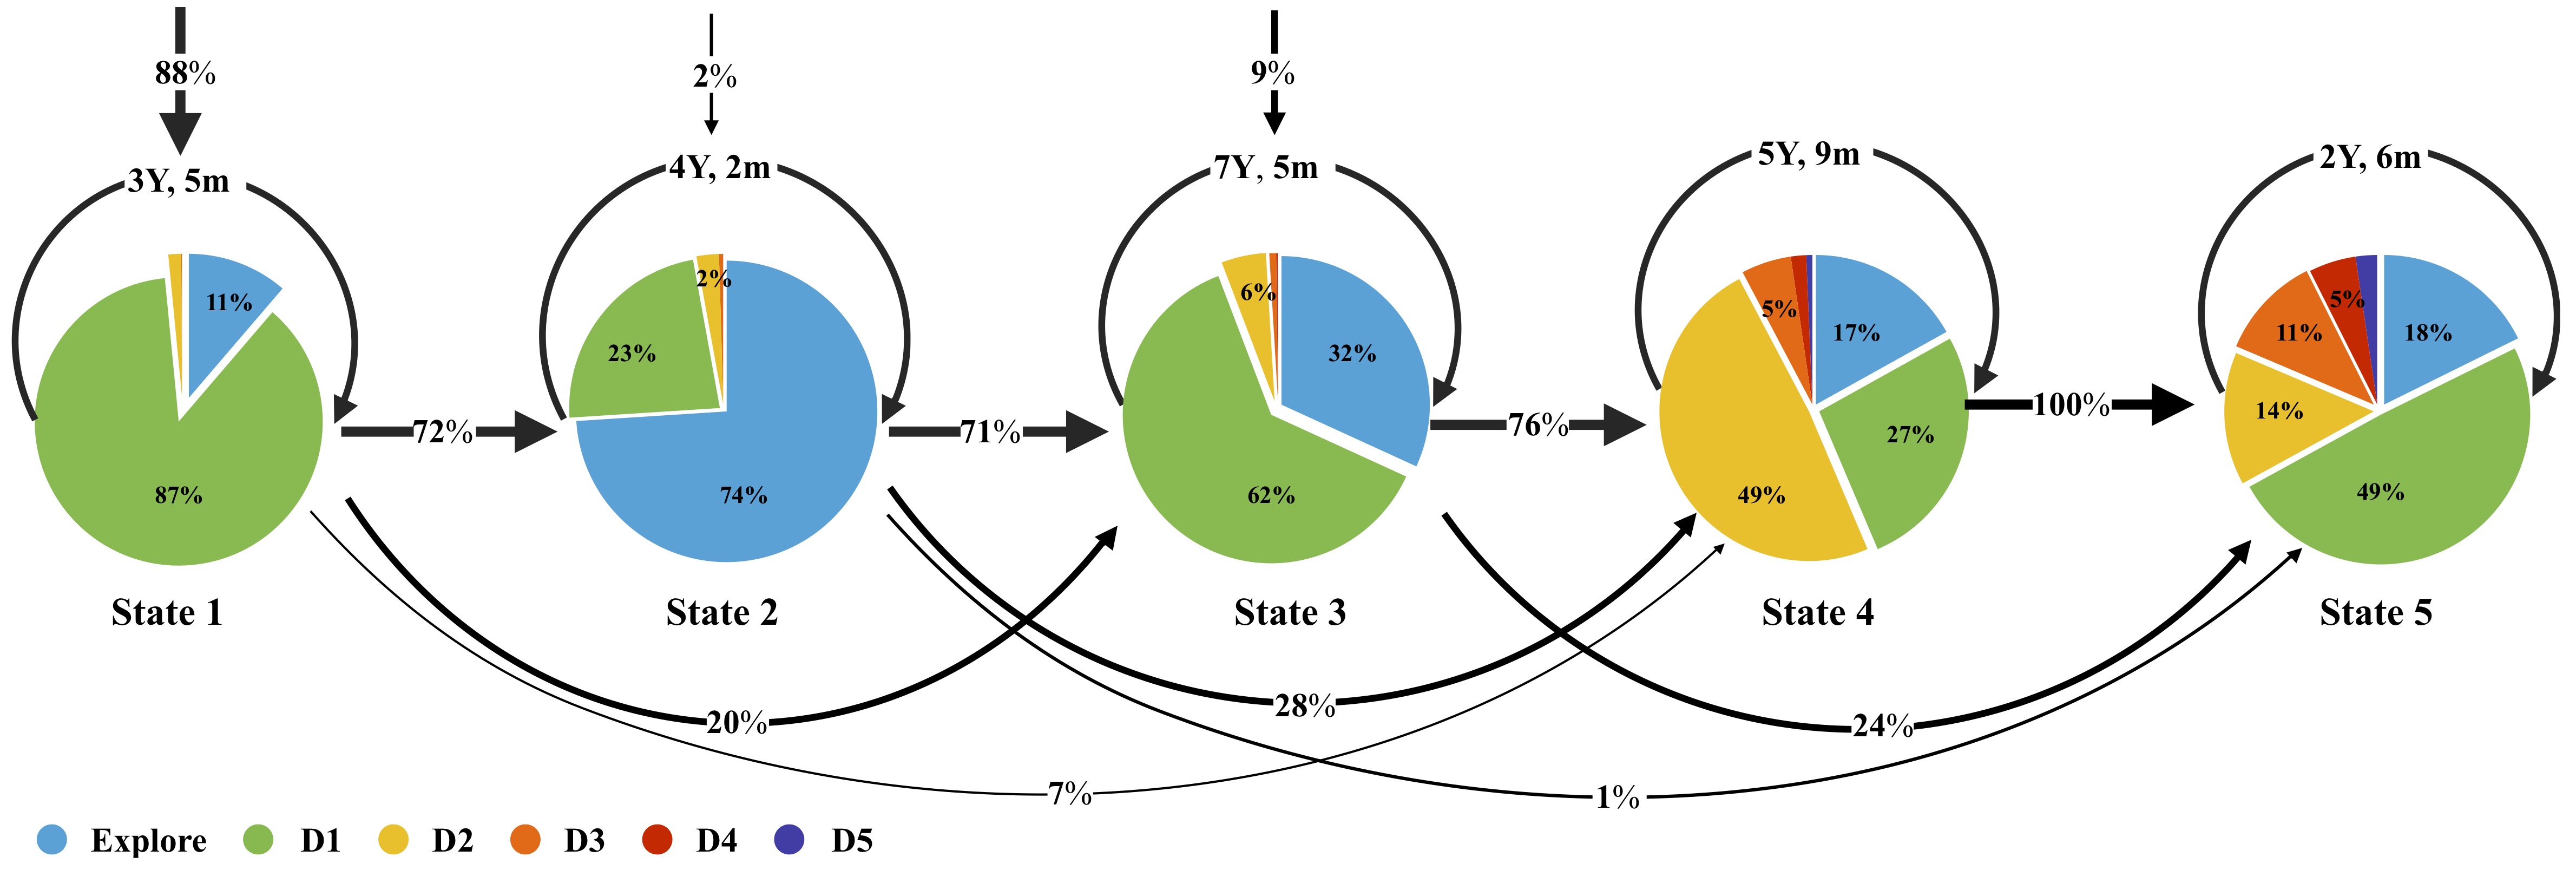 88%
2%
9%
3Y, 5m
4Y, 2m
7Y, 5m
5Y, 9m
2Y, 6m
11%
87%
72%
2%
23%
74%
71%
6%
32%
62%
76%
5%
17%
27%
49%
100%
5%
11%
18%
14%
49%
State 1
State 2
State 3
State 4
State 5
20%
28%
24%
7%
1%
Explore D1 D2 D3 D4 D5